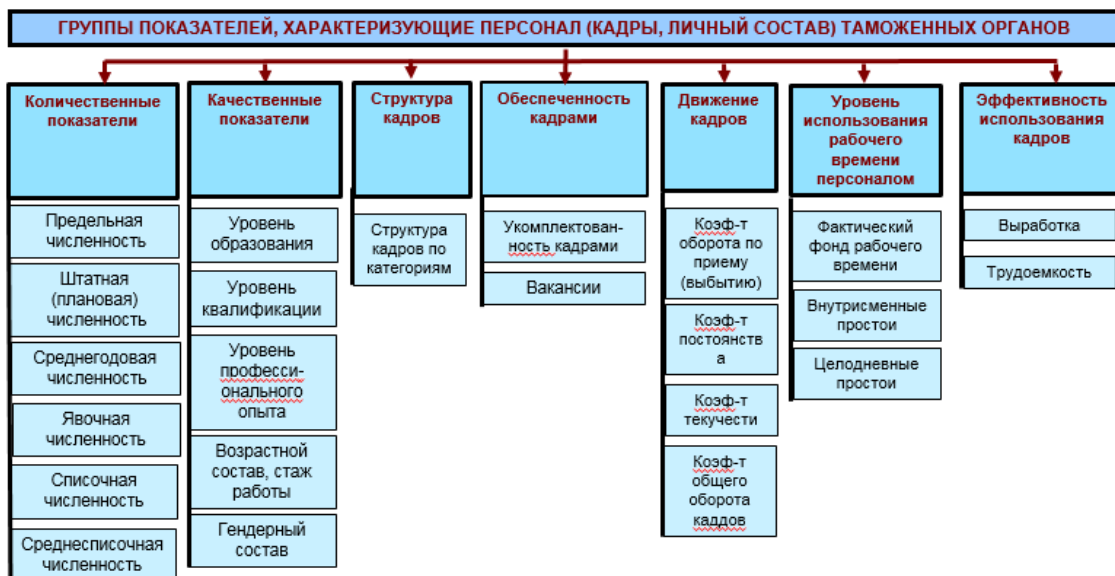 ГРУППЫ ПОКАЗАТЕЛЕЙ, ХАРАКТЕРИЗУЮЩИЕ ПЕРСОНАЛ (КАДРЫ, ЛИЧНЫЙ СОСТАВ) ТАМОЖЕННЫХ ОРГАНОВ
Количественные
показатели
Предельная
численность
Штатная
(плановая)
численность
Среднегодовая
численность
Явочная
численность
Списочная
численность
Среднесписочная
численность
Качественные
показатели
Уровень
образования
Уровень
квалификации
Уровень
професси-
онального
опыта
Возрастной
состав, стаж
работы
Гендерный
состав
Структура
кадров
Структура
кадров по
категориям
Обеспеченность
кадрами
Укомплектован-
ность кадрами
Вакансии
Движение
кадров
Коэф-т
оборота по
приему
(выбытию)
Коэф-т
постоянств
а
Коэф-т
текучести
Коэф-т
общего
оборота
каддов
Уровень
использования
рабочего
времени
персоналом
Фактический
фонд рабочего
времени
Внутрисменные
простои
Целодневные
простои
Эффективность
использования
кадров
Выработка
Трудоемкость